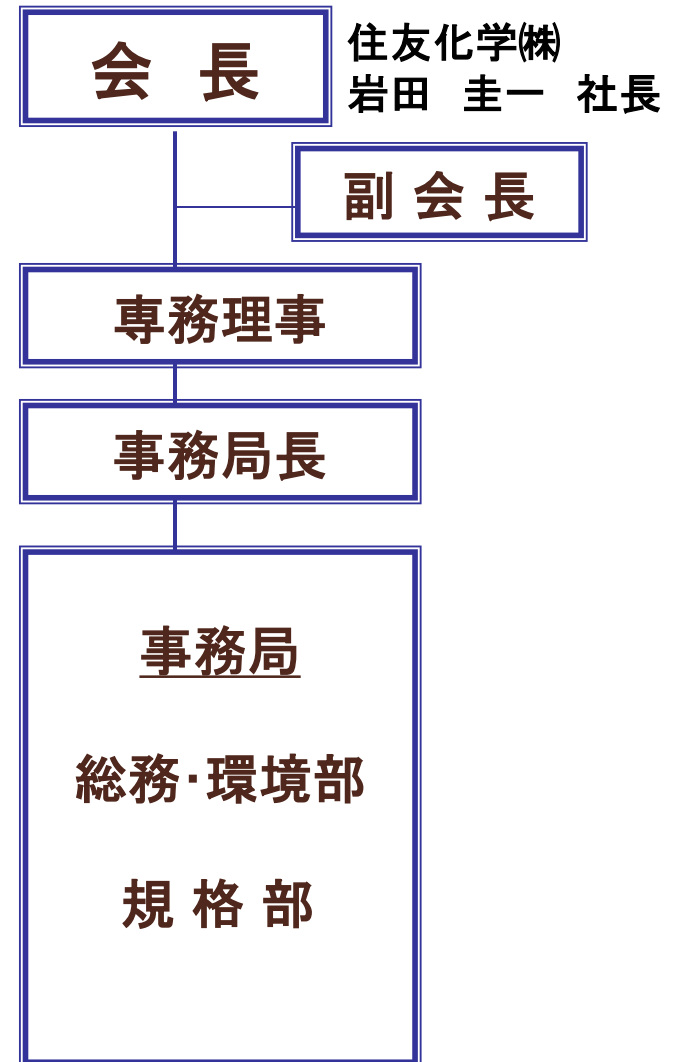 会 長
住友化学㈱
岩田 圭一 社長
副 会 長
専務理事
事務局長
事務局
総務・環境部
規 格 部